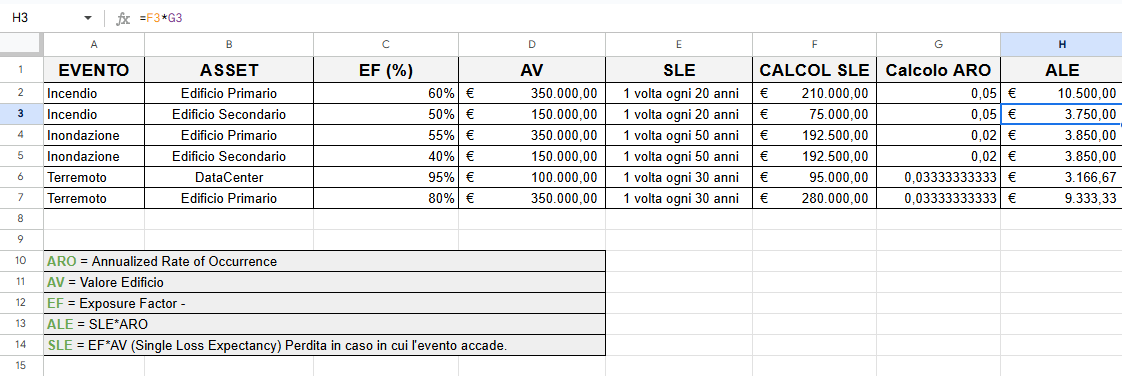 H3 fx =F3*G3
A B C D E F G H
1 EVENTO ASSET EF (%) AV SLE CALCOL SLE Calcolo ARO ALE
2 Incendio Edificio Primario 60% € 350.000,00 1 volta ogni 20 anni € 210.000,00 0,05 € 10.500,00
3 Incendio Edificio Secondario 50% € 150.000,00 1 volta ogni 20 anni € 75.000,00 0,05 € 3.750,00
4 Inondazione Edificio Primario 55% € 350.000,00 1 volta ogni 50 anni € 192.500,00 0,02 € 3.850,00
5 Inondazione Edificio Secondario 40% € 150.000,00 1 volta ogni 50 anni € 192.500,00 0,02 € 3.850,00
6 Terremoto DataCenter 95% € 100.000,00 1 volta ogni 30 anni € 95.000,00 0,03333333333 € 3.166,67
7 Terremoto Edificio Primario 80% € 350.000,00 1 volta ogni 30 anni € 280.000,00 0,03333333333 € 9.333,33
8
9
10 ARO = Annualized Rate of Occurrence
11 AV = Valore Edificio
12 EF = Exposure Factor -
13 ALE = SLE*ARO
14 SLE = EF*AV (Single Loss Expectancy) Perdita in caso in cui l'evento accade.
15